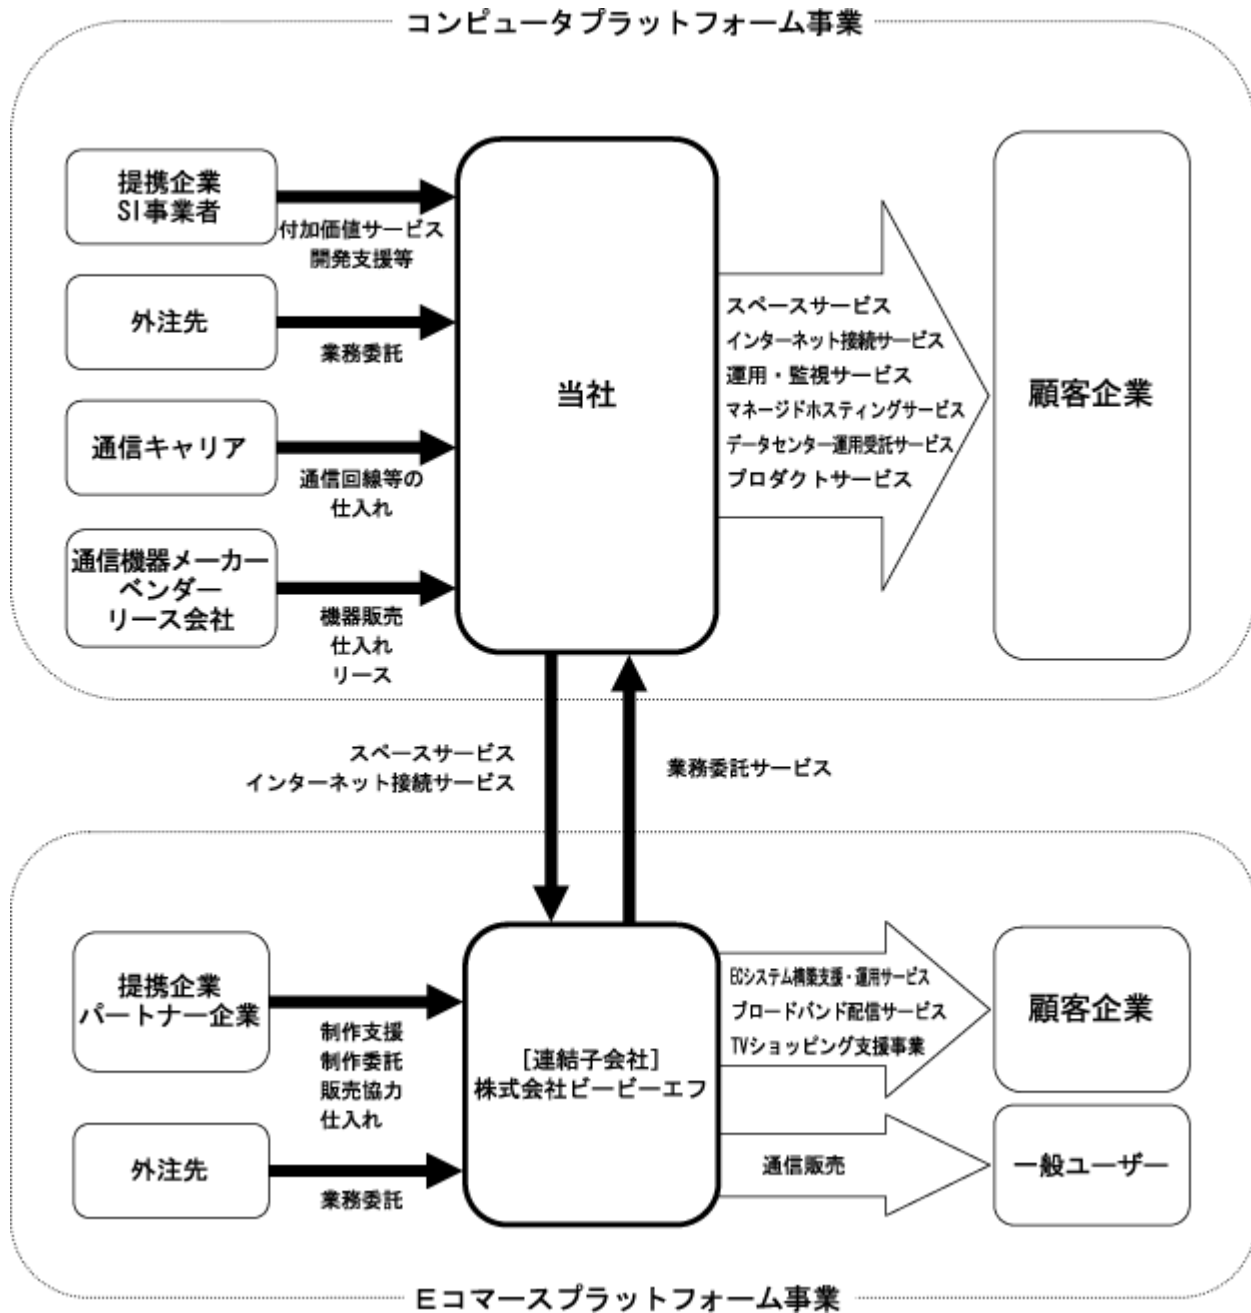 コンピュータプラットフォーム事業
提携企業
SI事業者
付加価値サービス
開発支援等
外注先
業務委託
通信キャリア
通信回線等の
仕入れ
通信機器メーカー
ベンダー
リース会社
機器販売
仕入れ
リース
当社
スペースサービス
インターネット接続サービス
運用・監視サービス
マネージドホスティングサービス
データセンター運用受託サービス
プロダクトサービス
顧客企業
スペースサービス
インターネット接続サービス
業務委託サービス
提携企業
パートナー企業
制作支援
制作委託
販売協力
仕入れ
外注先
業務委託
[連結子会社]
株式会社ビービーエフ
ECシステム構築支援・運用サービス
ブロードバンド配信サービス
TVショッピング支援事業
顧客企業
通信販売
一般ユーザー
Eコマースプラットフォーム事業